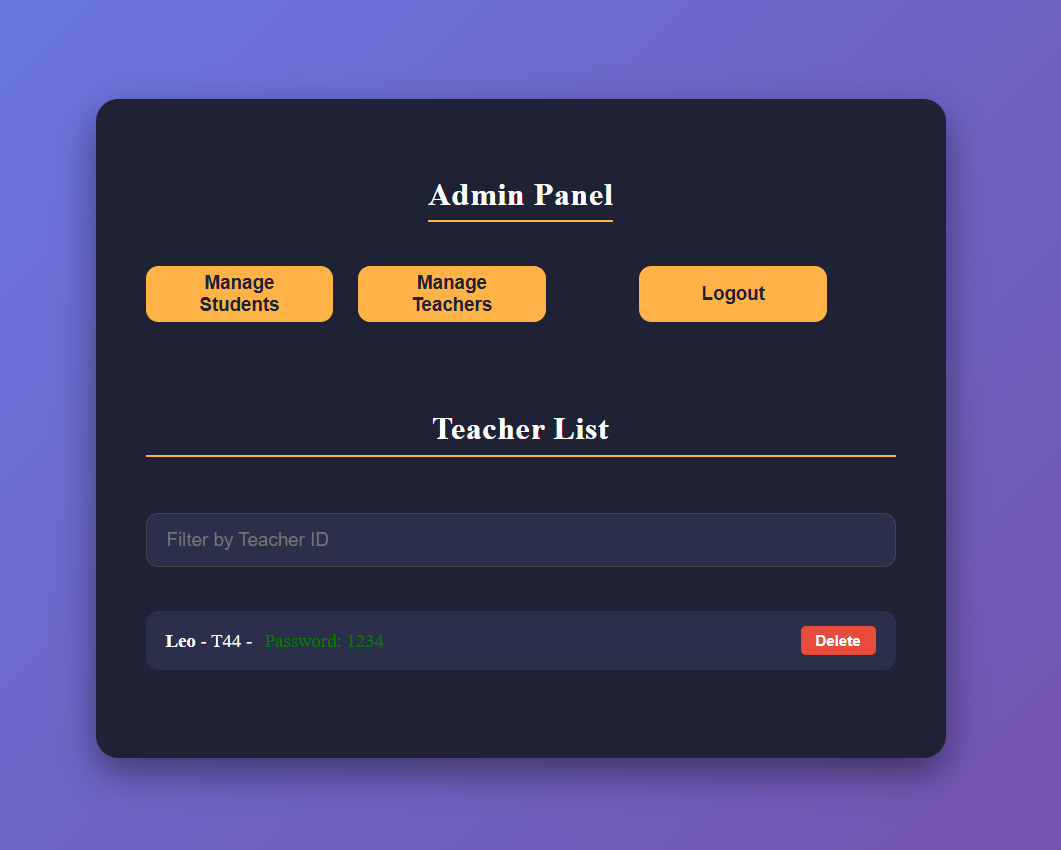 Admin Panel
Manage
Students
Manage
Teachers
Logout
Teacher List
Filter by Teacher ID
Leo - T44 - Password: 1234
Delete